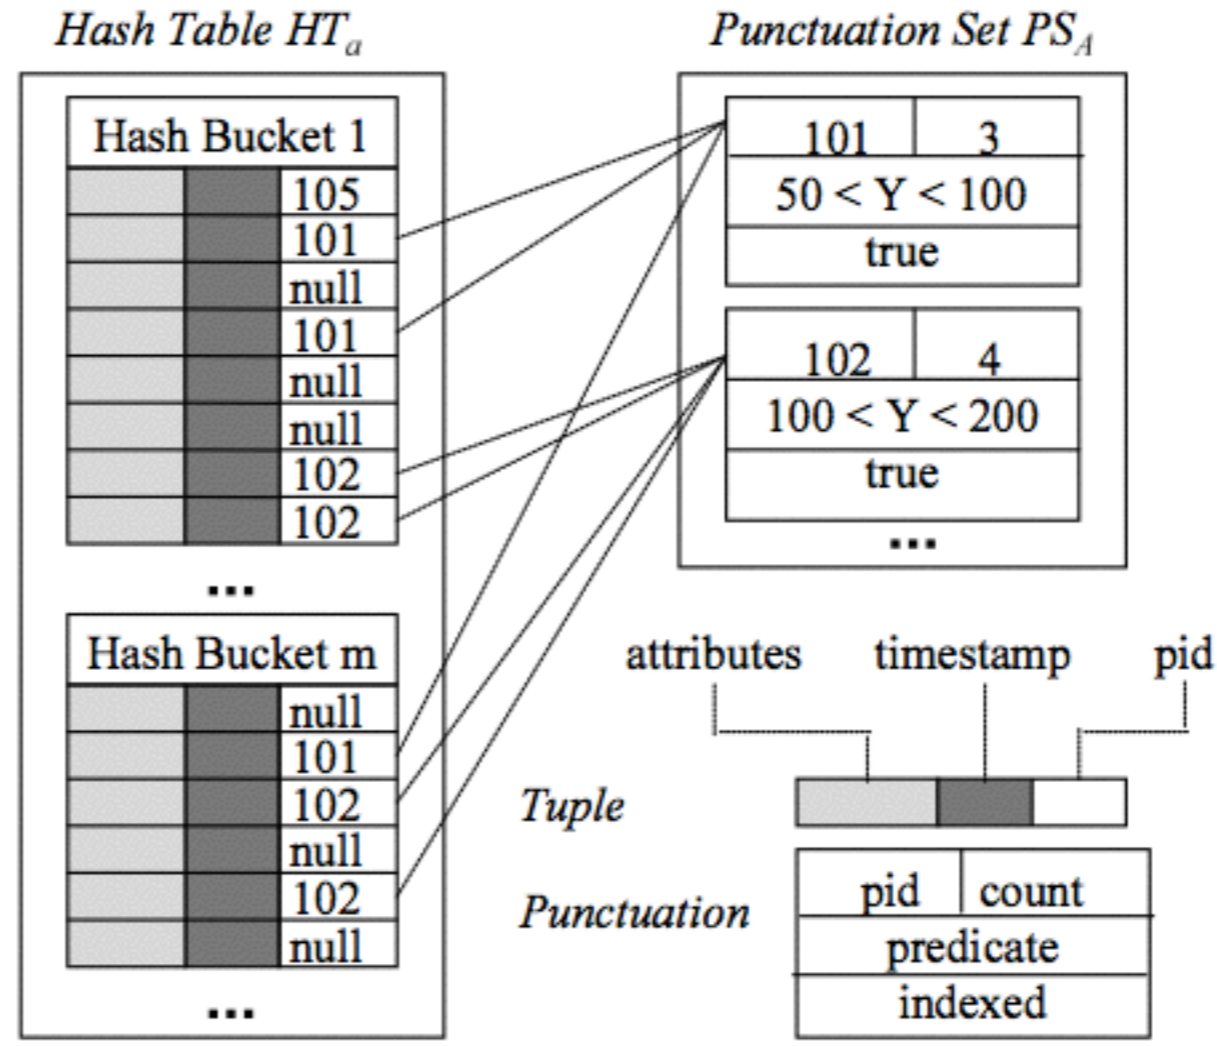 Hash Table HTa
Hash Bucket 1
105
101
null
101
null
null
102
102
...
Hash Bucket m
null
101
102
null
102
null
...
Punctuation Set PSA
101 3
50 < Y < 100
true
102 4
100 < Y < 200
true
...
attributes timestamp pid
Tuple
Punctuation
pid count
predicate
indexed